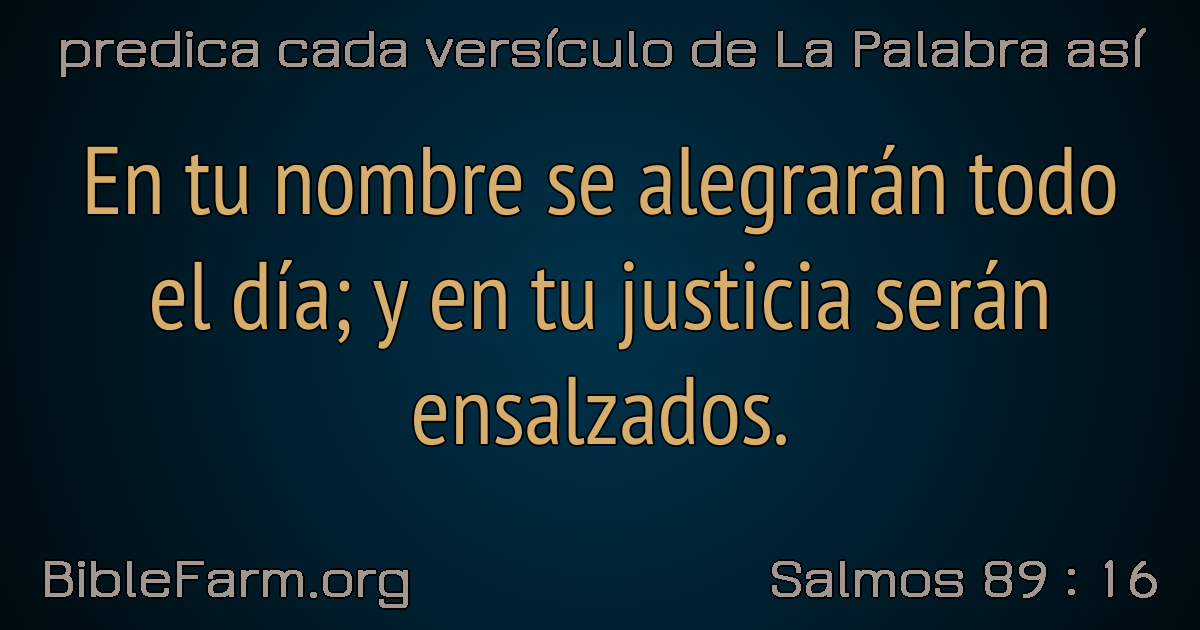 predica cada versículo de La Palabra así
En tu nombre se alegrarán todo
el día; y en tu justicia serán
ensalzados.
BibleFarm.org
Salmos 89 : 16